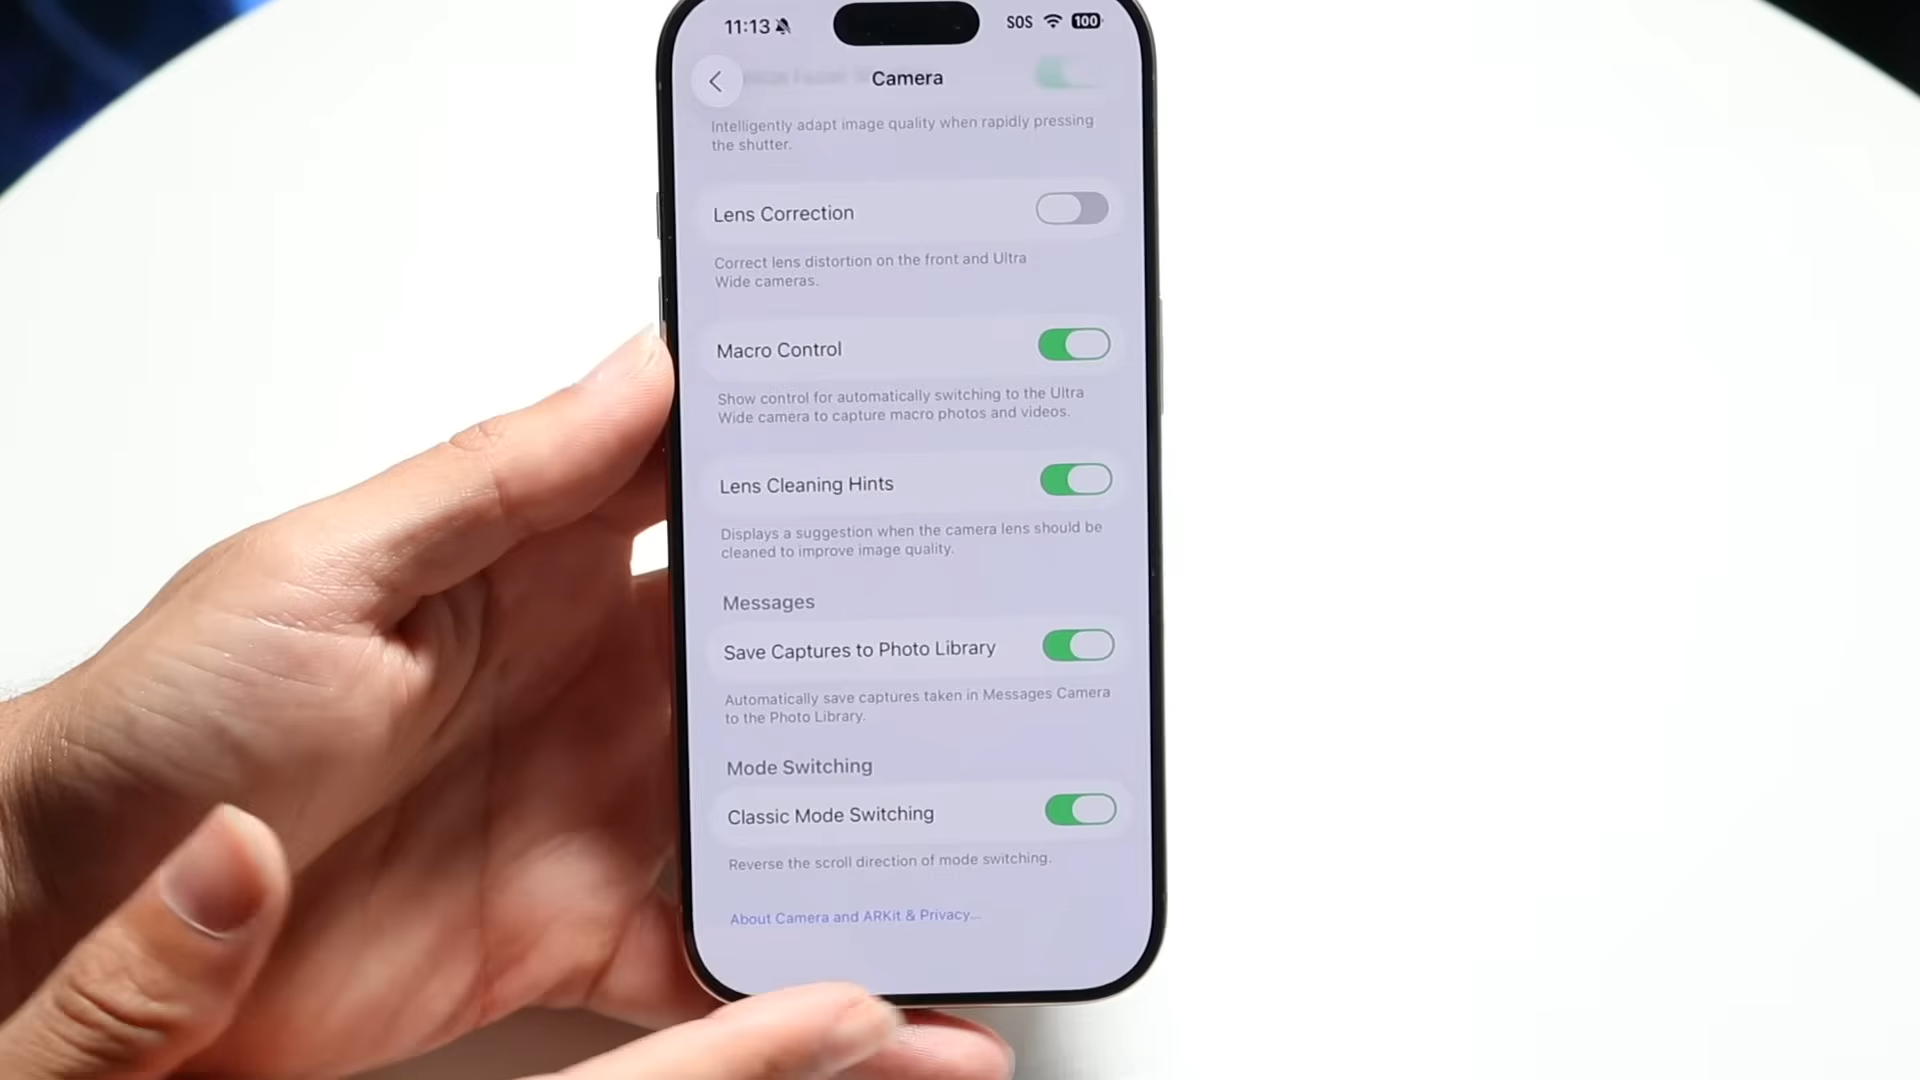 11:13
SOS
100
Camera
Intelligently adapt image quality when rapidly pressing
the shutter.
Lens Correction
Correct lens distortion on the front and Ultra
Wide cameras.
Macro Control
Show control for automatically switching to the Ultra
Wide camera to capture macro photos and videos.
Lens Cleaning Hints
Displays a suggestion when the camera lens should be
cleaned to improve image quality.
Messages
Save Captures to Photo Library
Automatically save captures taken in Messages Camera
to the Photo Library.
Mode Switching
Classic Mode Switching
Reverse the scroll direction of mode switching.
About Camera and ARKit & Privacy...